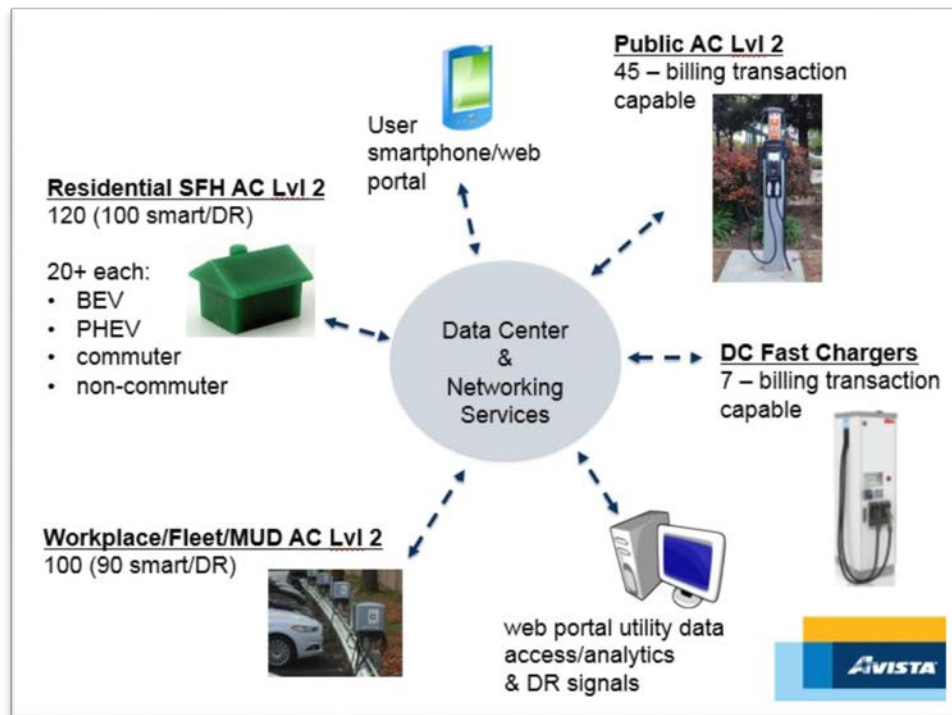 Public AC Lvl 2
45 – billing transaction
capable
User
smartphone/web
portal
Residential SFH AC Lvl 2
120 (100 smart/DR)
20+ each:
• BEV
• PHEV
• commuter
• non-commuter
Data Center
&
Networking
Services
DC Fast Chargers
7 – billing transaction
capable
Workplace/Fleet/MUD AC Lvl 2
100 (90 smart/DR)
web portal utility data
access/analytics
& DR signals
AVISTA